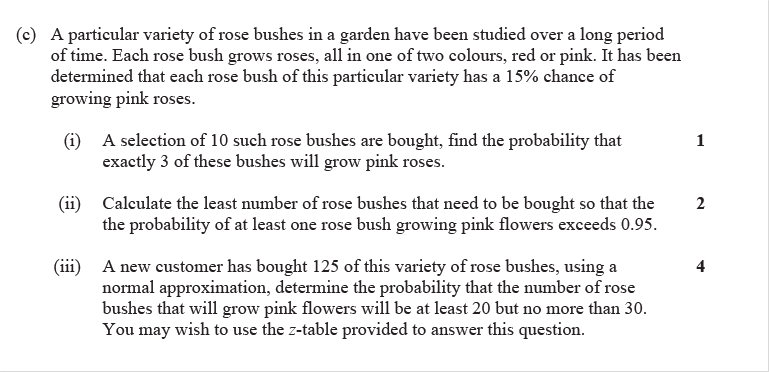 (c) A particular variety of rose bushes in a garden have been studied over a long period
of time. Each rose bush grows roses, all in one of two colours, red or pink. It has been
determined that each rose bush of this particular variety has a 15% chance of
growing pink roses.
(i) A selection of 10 such rose bushes are bought, find the probability that 1
exactly 3 of these bushes will grow pink roses.
(ii) Calculate the least number of rose bushes that need to be bought so that the 2
the probability of at least one rose bush growing pink flowers exceeds 0.95.
(iii) A new customer has bought 125 of this variety of rose bushes, using a 4
normal approximation, determine the probability that the number of rose
bushes that will grow pink flowers will be at least 20 but no more than 30.
You may wish to use the z-table provided to answer this question.